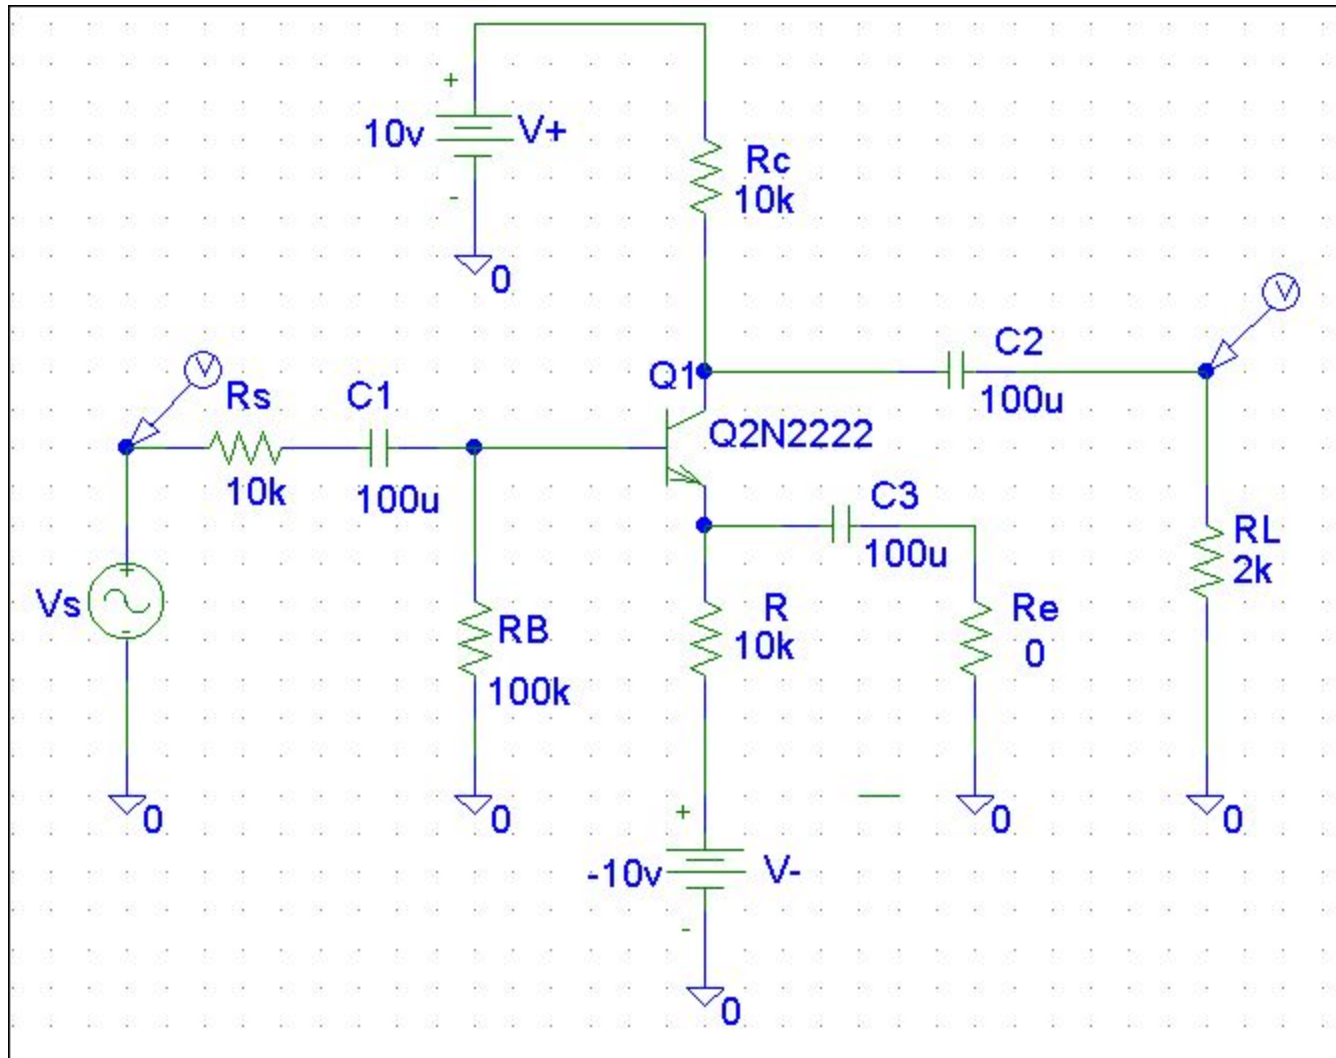 +
10v
V+
-
0
Rc
10k
V
Rs
10k
C1
100u
Q1
Q2N2222
C2
100u
V
C3
100u
+
Vs
-
0
RB
100k
0
R
10k
Re
0
0
RL
2k
0
+
-10v
V-
-
0